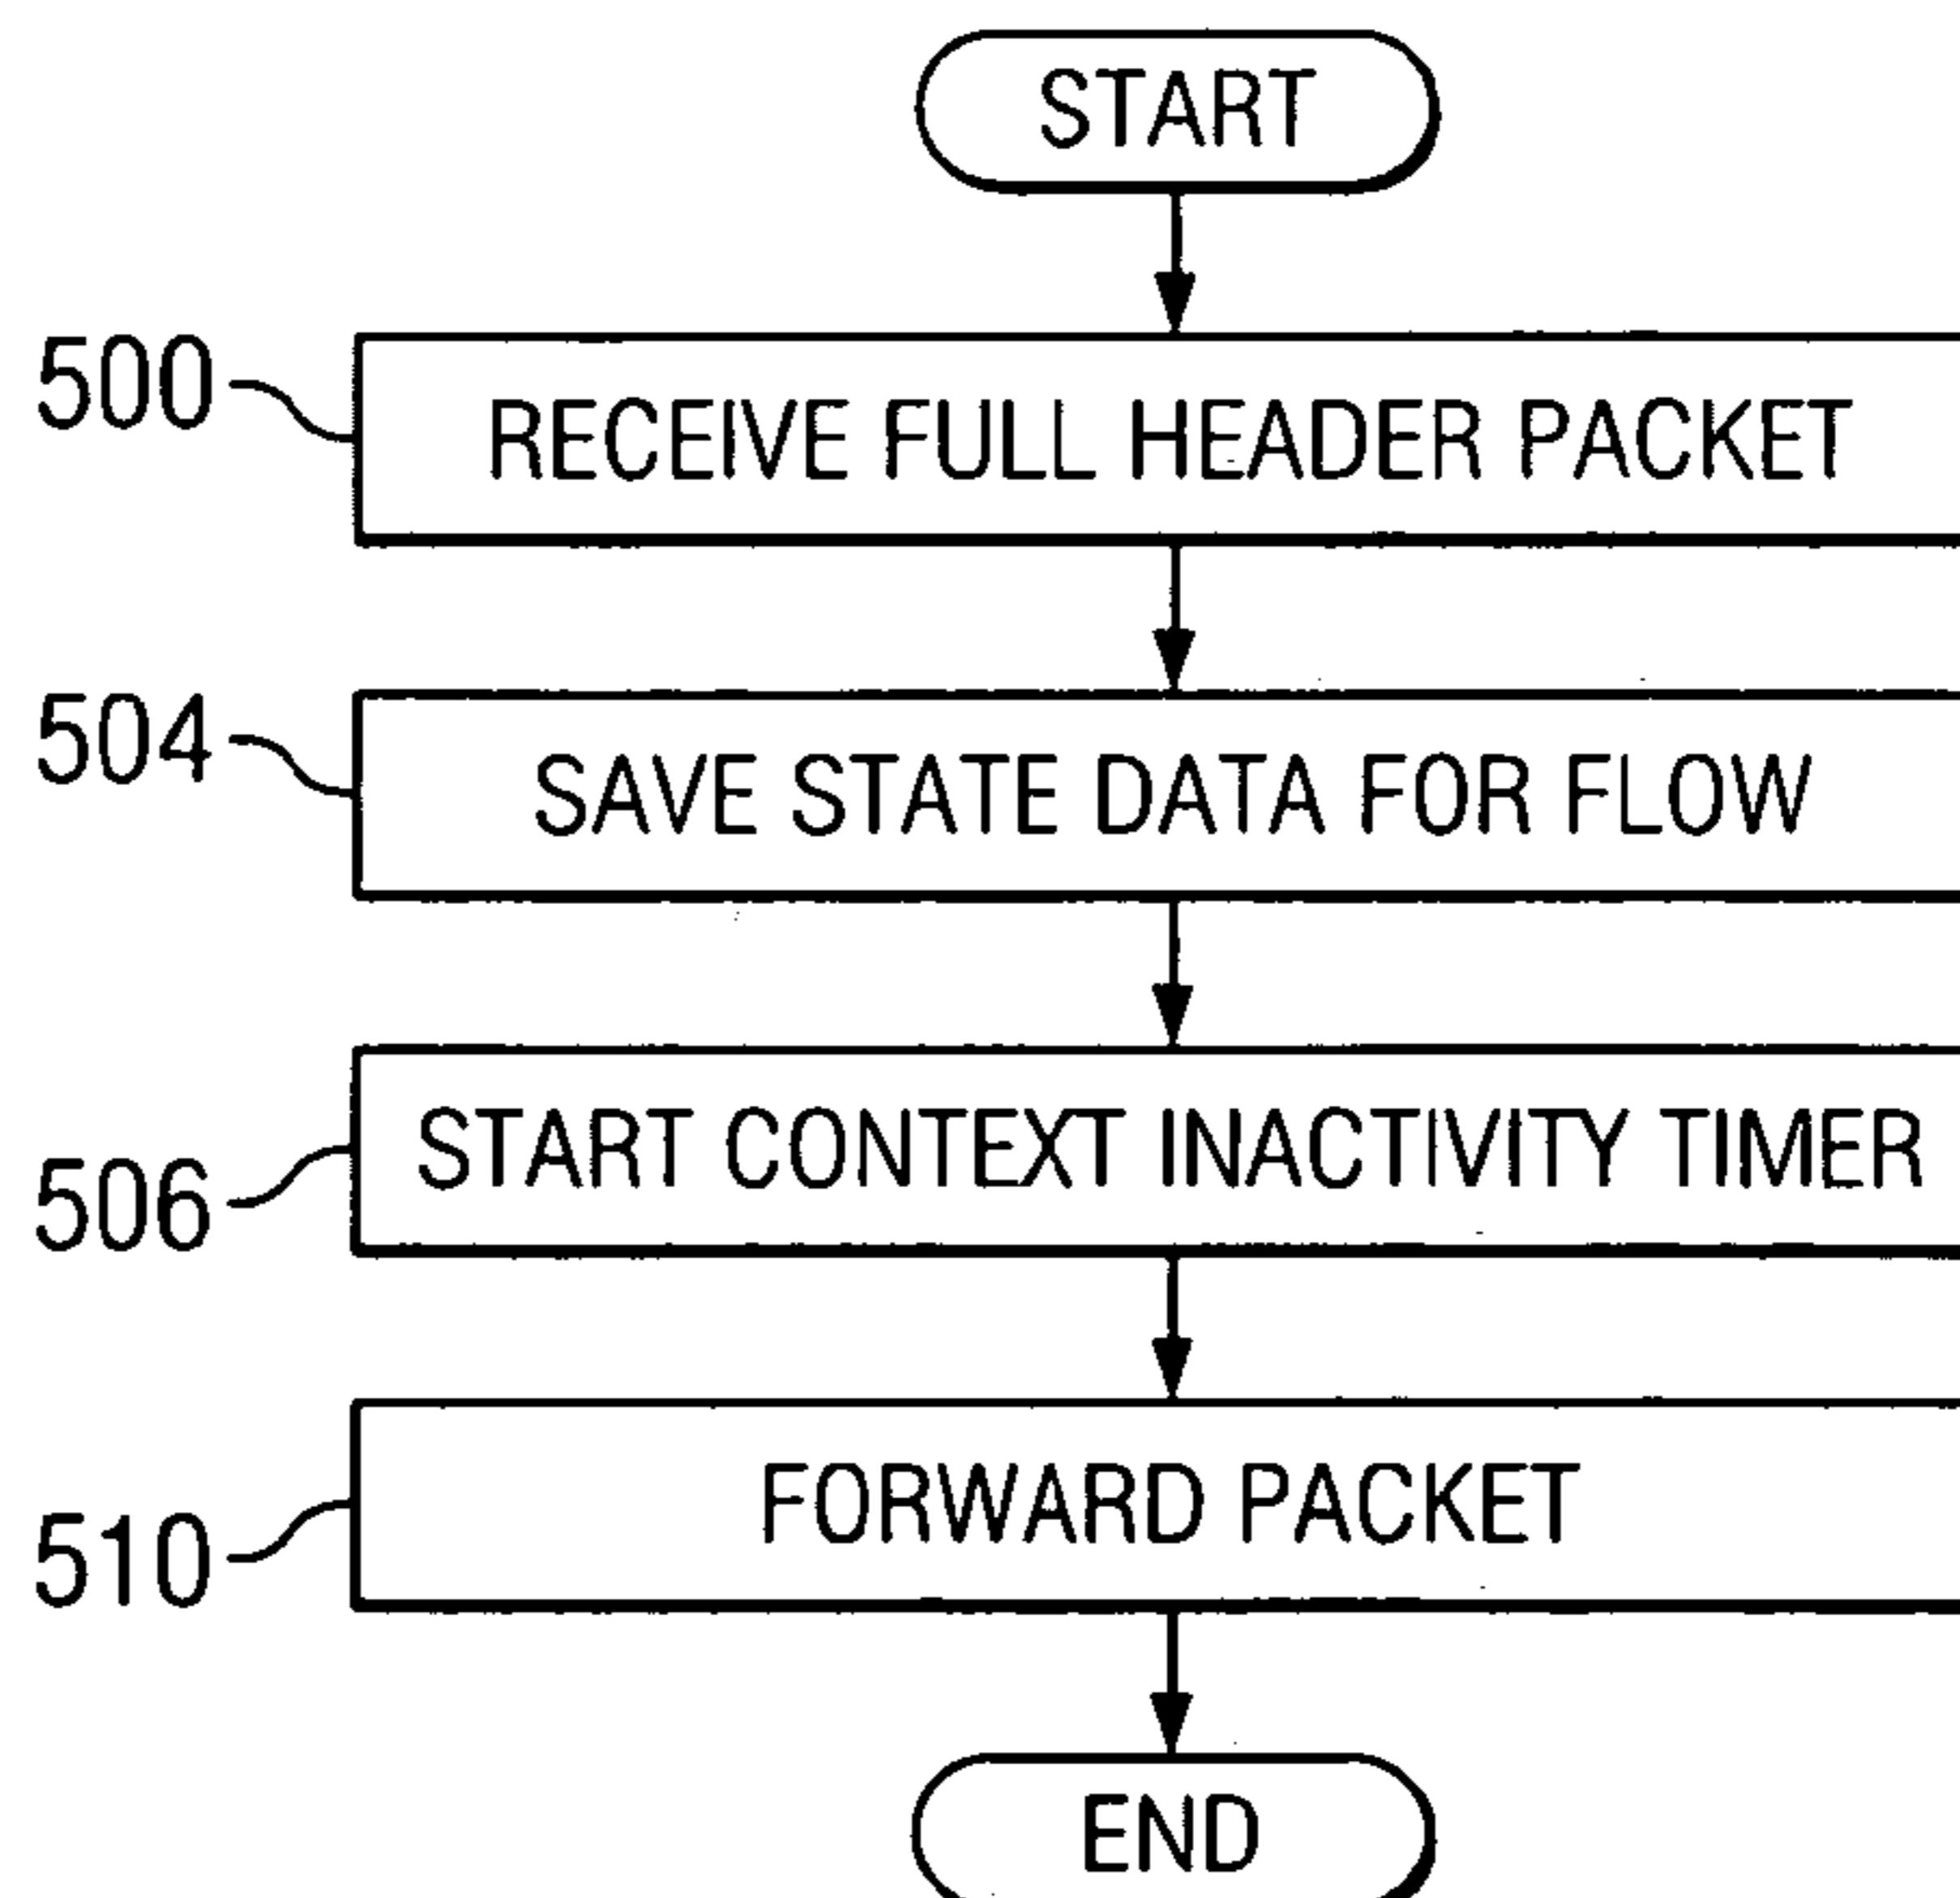 START
500
RECEIVE FULL HEADER PACKET
504
SAVE STATE DATA FOR FLOW
506
START CONTEXT INACTIVITY TIMER
510
FORWARD PACKET
END